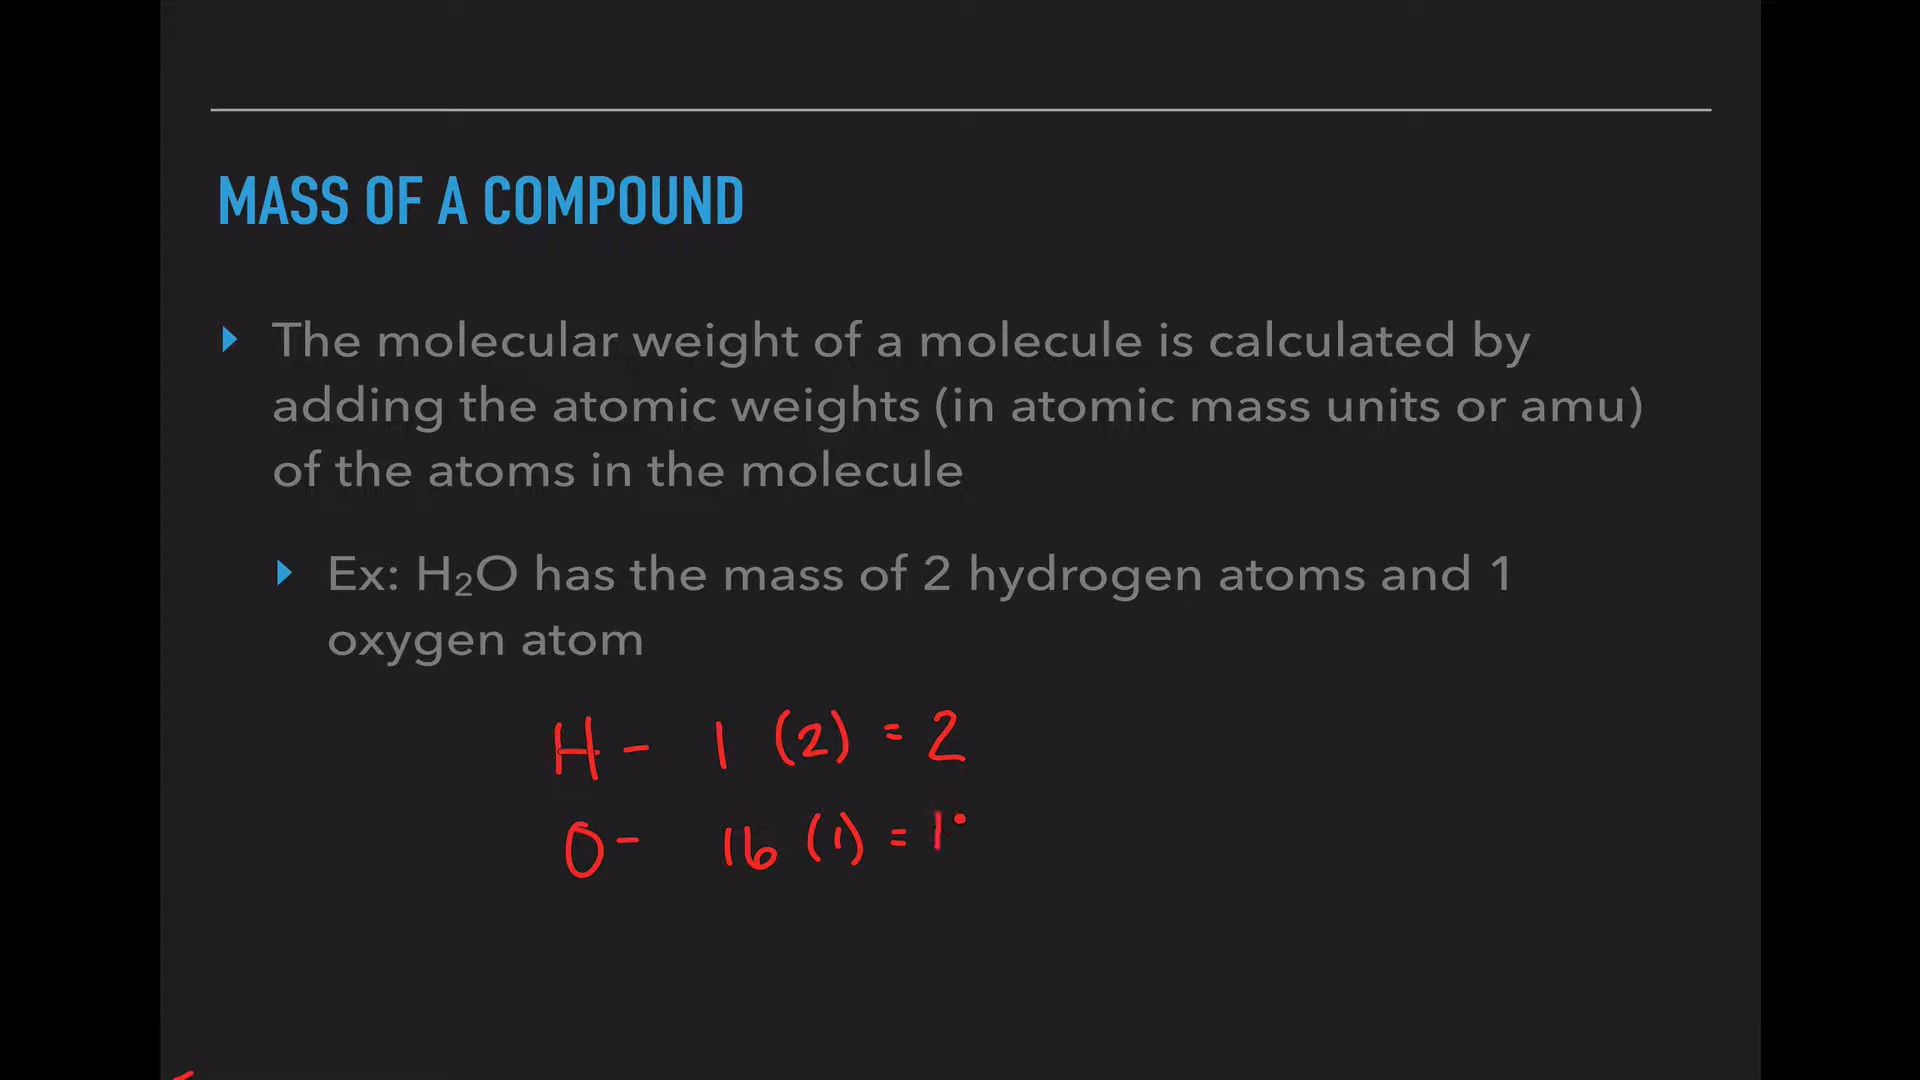 MASS OF A COMPOUND
The molecular weight of a molecule is calculated by
adding the atomic weights (in atomic mass units or amu)
of the atoms in the molecule
Ex: H₂O has the mass of 2 hydrogen atoms and 1
oxygen atom
H - 1 (2) = 2
O - 16 (1) = 1